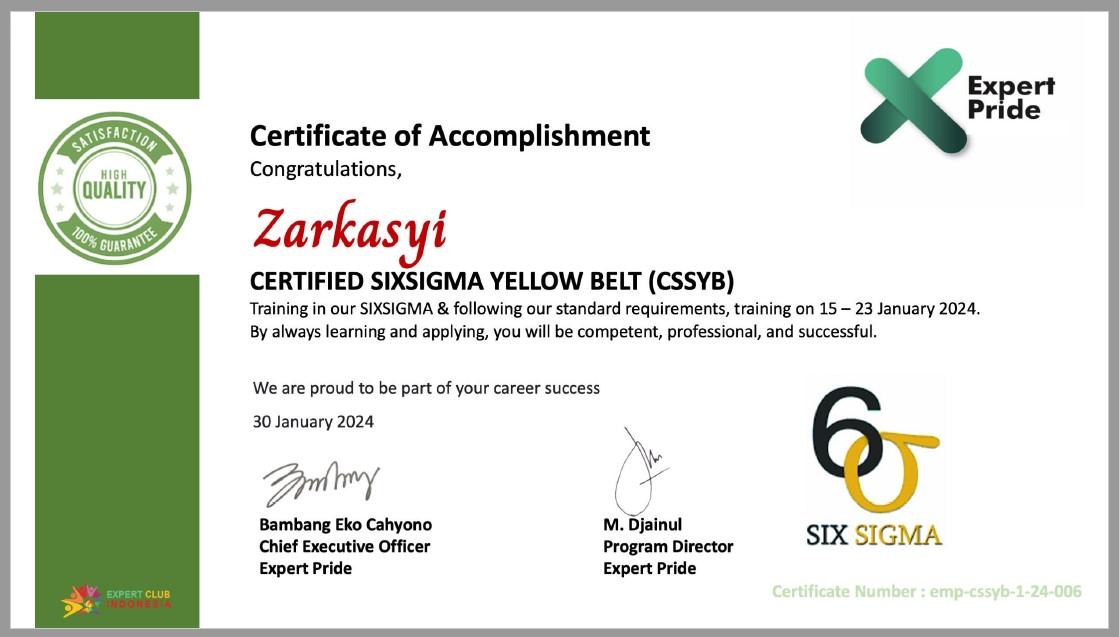 Expert
Pride
SATISFACTION
HIGH
QUALITY
100% GUARANTEE
Certificate of Accomplishment
Congratulations,
Zarkasyi
CERTIFIED SIXSIGMA YELLOW BELT (CSSYB)
Training in our SIXSIGMA & following our standard requirements, training on 15 – 23 January 2024.
By always learning and applying, you will be competent, professional, and successful.
We are proud to be part of your career success
30 January 2024
6σ
SIX SIGMA
Bambang Eko Cahyono
Chief Executive Officer
Expert Pride
M. Djainul
Program Director
Expert Pride
EXPERT CLUB
INDONESIA
Certificate Number : emp-cssyb-1-24-006